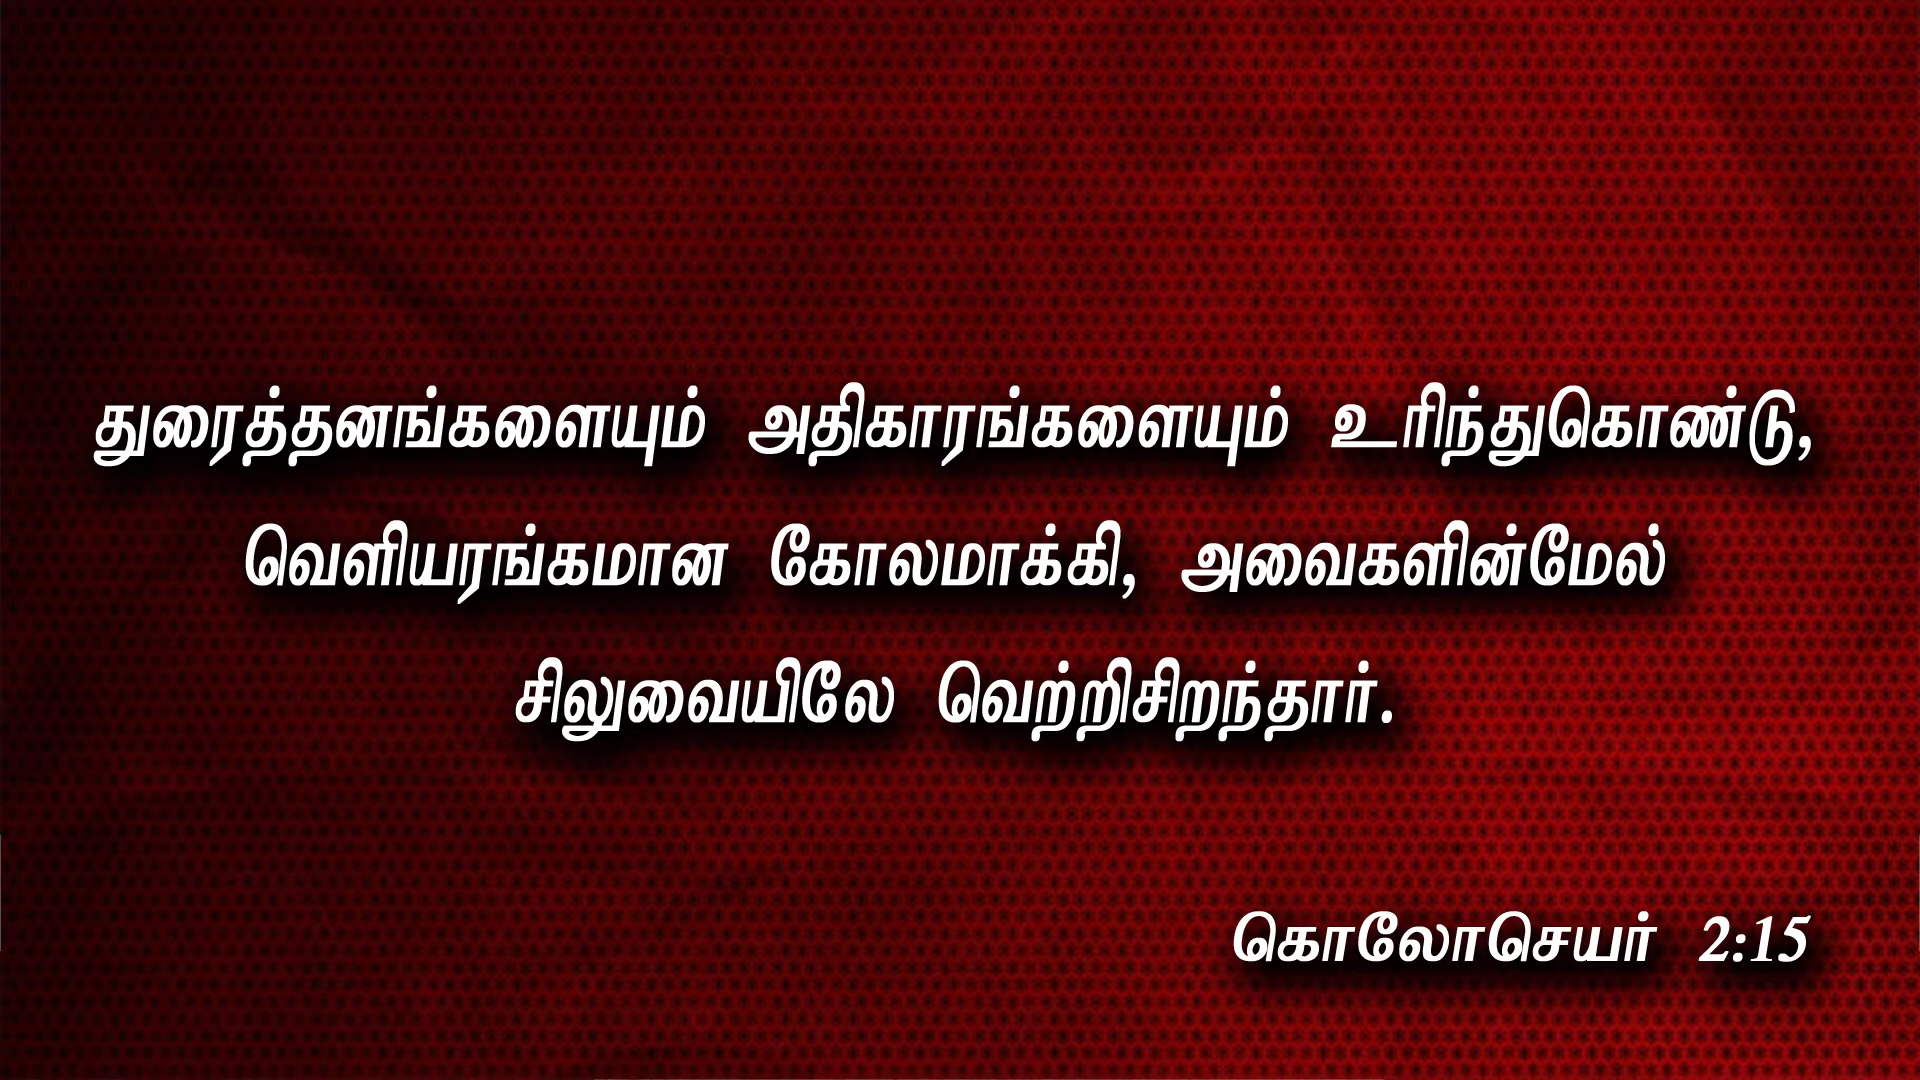 துரைத்தனங்களையும் அதிகாரங்களையும் உரிந்துகொண்டு,
வெளியரங்கமான கோலமாக்கி, அவைகளின்மேல்
சிலுவையிலே வெற்றிசிறந்தார்.
கொலோசெயர் 2:15